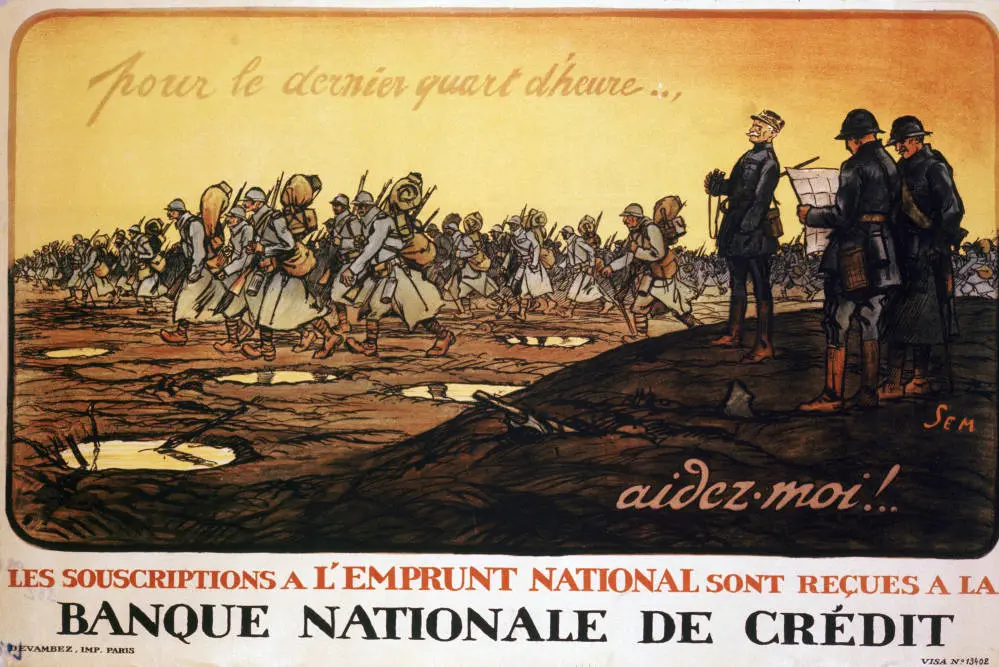 pour le dernier quart d'heure...
SEM
aidez-moi!..
LES SOUSCRIPTIONS A L'EMPRUNT NATIONAL SONT REÇUES A LA
BANQUE NATIONALE DE CRÉDIT
DEVAMBEZ, IMP. PARIS
VISA Nº 13402